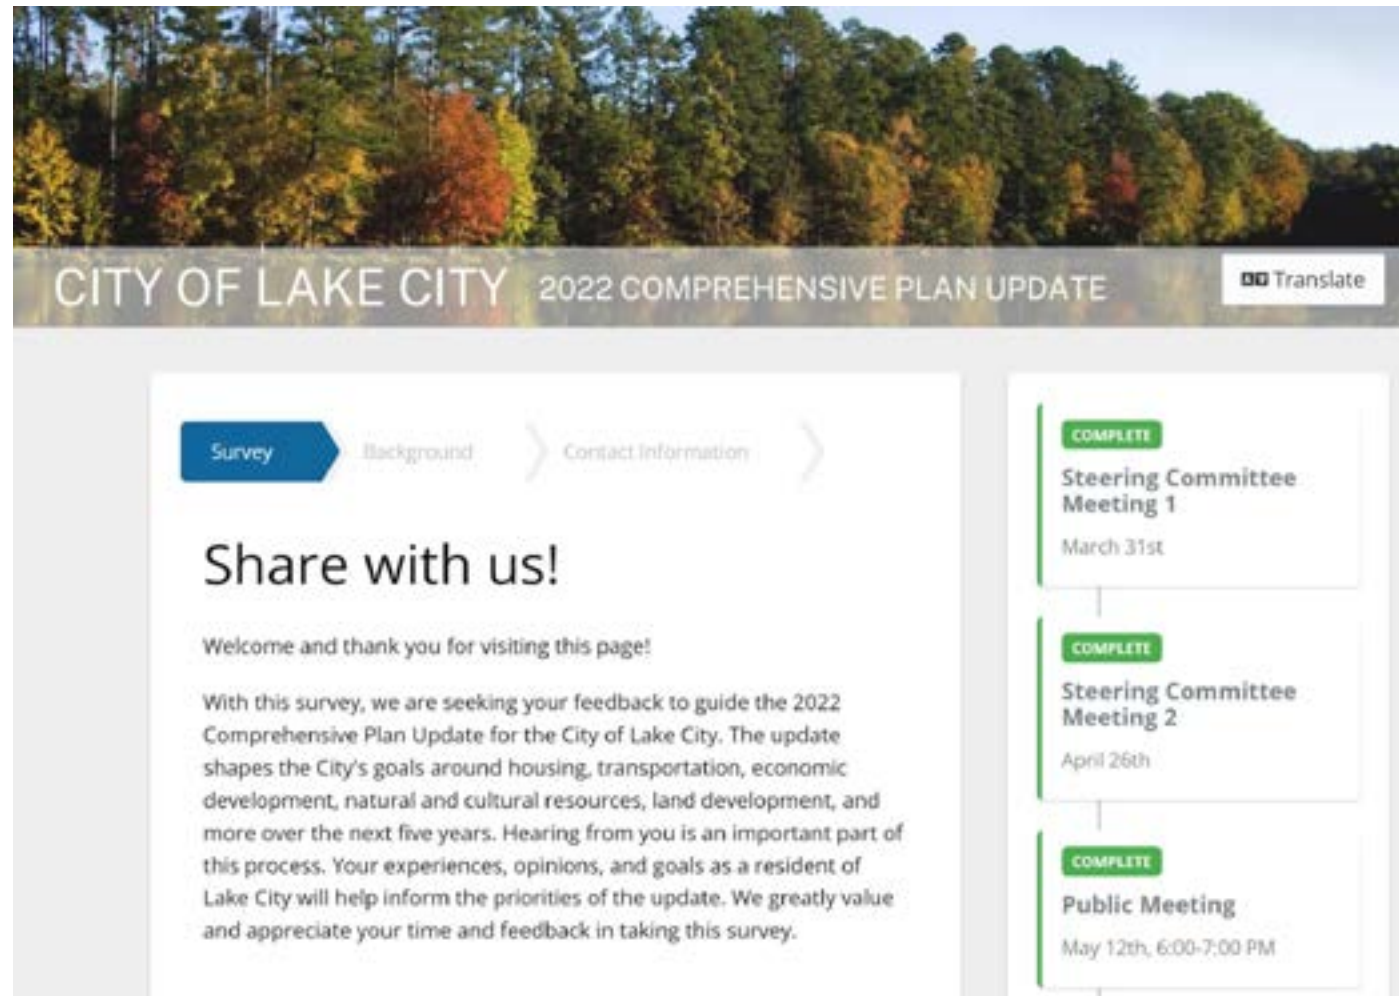 CITY OF LAKE CITY 2022 COMPREHENSIVE PLAN UPDATE
Translate
Survey
Background
Contact Information
Share with us!
Welcome and thank you for visiting this page!
With this survey, we are seeking your feedback to guide the 2022
Comprehensive Plan Update for the City of Lake City. The update
shapes the City's goals around housing, transportation, economic
development, natural and cultural resources, land development, and
more over the next five years. Hearing from you is an important part of
this process. Your experiences, opinions, and goals as a resident of
Lake City will help inform the priorities of the update. We greatly value
and appreciate your time and feedback in taking this survey.
COMPLETE
Steering Committee
Meeting 1
March 31st
COMPLETE
Steering Committee
Meeting 2
April 26th
COMPLETE
Public Meeting
May 12th, 6:00-7:00 PM